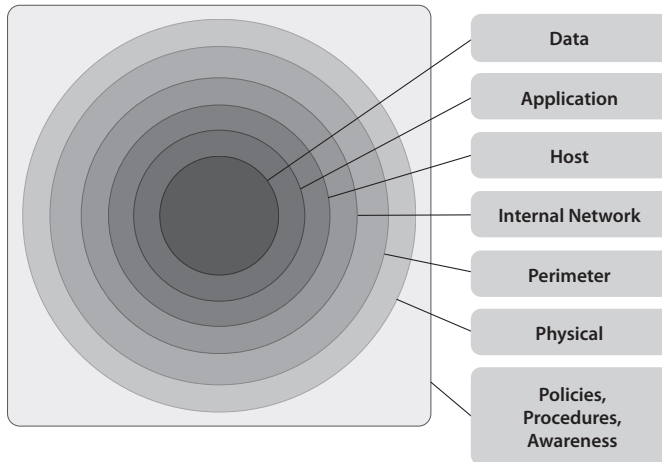 Data
Application
Host
Internal Network
Perimeter
Physical
Policies,
Procedures,
Awareness